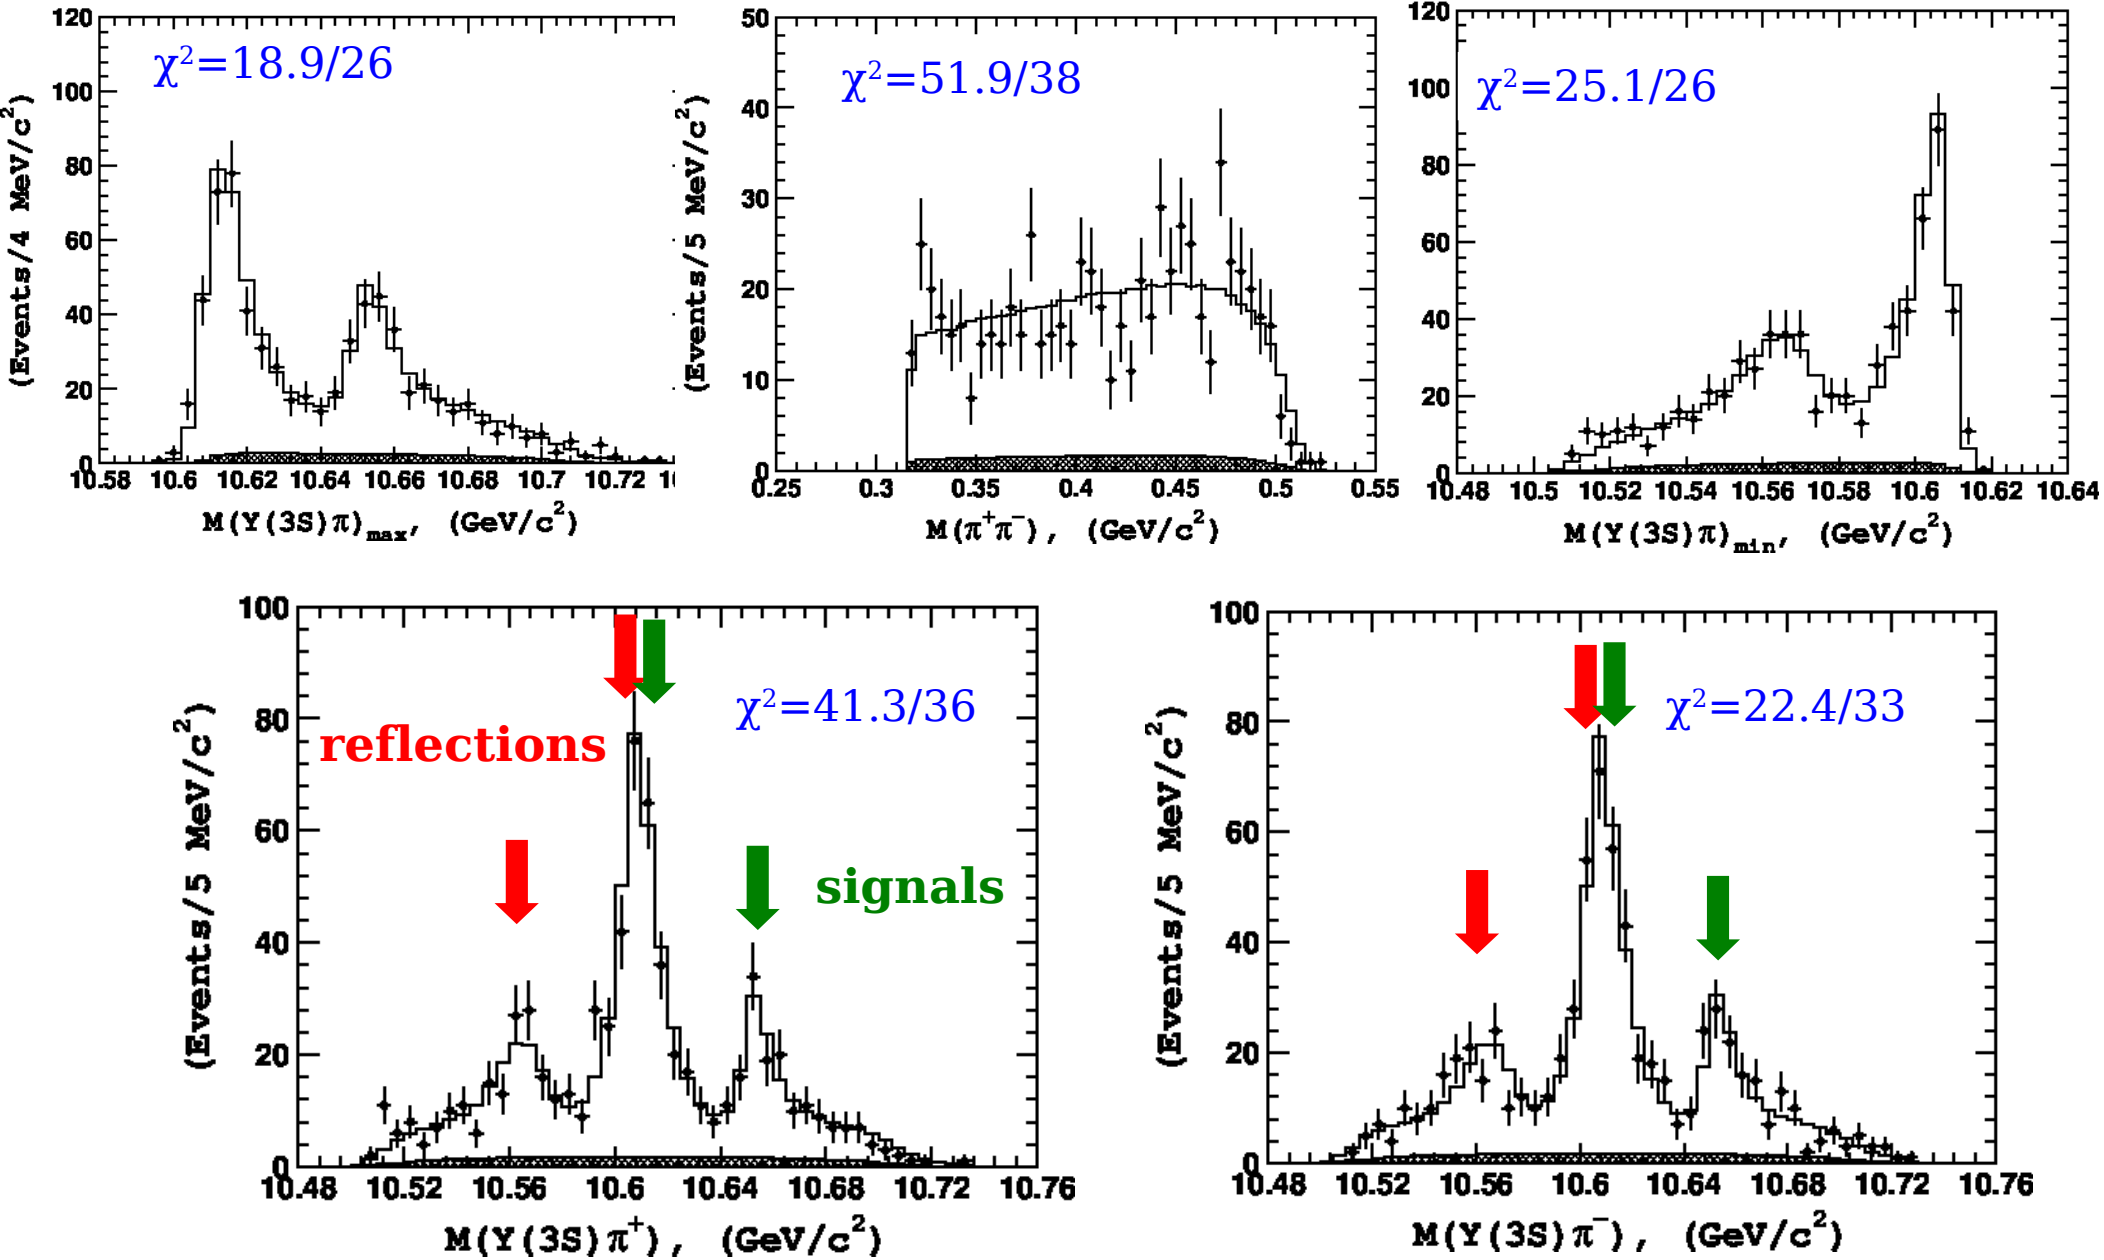 120
100
80
60
40
20
0
(Events/4 MeV/c²)
χ²=18.9/26
10.58 10.6 10.62 10.64 10.66 10.68 10.7 10.72
M(Υ(3S)π)max, (GeV/c²)
50
40
30
20
10
0
(Events/5 MeV/c²)
χ²=51.9/38
0.25 0.3 0.35 0.4 0.45 0.5 0.55
M(π⁺π⁻), (GeV/c²)
120
100
80
60
40
20
0
χ²=25.1/26
10.48 10.5 10.52 10.54 10.56 10.58 10.6 10.62 10.64
M(Υ(3S)π)min, (GeV/c²)
100
80
60
40
20
0
(Events/5 MeV/c²)
χ²=41.3/36
reflections
signals
10.48 10.52 10.56 10.6 10.64 10.68 10.72 10.76
M(Υ(3S)π⁺), (GeV/c²)
100
80
60
40
20
0
(Events/5 MeV/c²)
χ²=22.4/33
10.48 10.52 10.56 10.6 10.64 10.68 10.72 10.76
M(Υ(3S)π⁻), (GeV/c²)